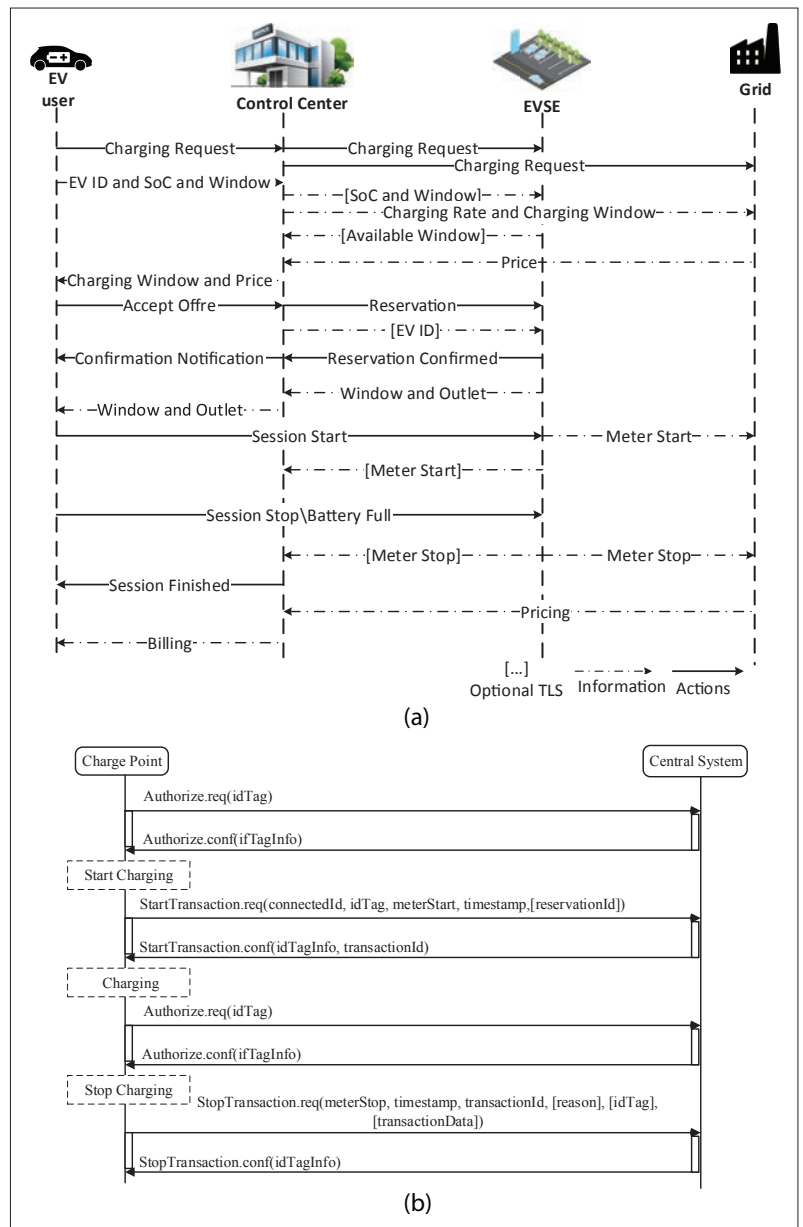 EV
user
Control Center
EVSE
Grid
Charging Request
Charging Request
Charging Request
EV ID and SoC and Window
[SoC and Window]
Charging Rate and Charging Window
[Available Window]
Price
Charging Window and Price
Accept Offre
Reservation
[EV ID]
Confirmation Notification
Reservation Confirmed
Window and Outlet
Window and Outlet
Session Start
Meter Start
[Meter Start]
Session Stop\Battery Full
[Meter Stop]
Meter Stop
Session Finished
Pricing
Billing
[...]
Optional TLS
Information
Actions
(a)
Charge Point
Central System
Authorize.req(idTag)
Authorize.conf(ifTagInfo)
Start Charging
StartTransaction.req(connectedId, idTag, meterStart, timestamp,[reservationId])
StartTransaction.conf(idTagInfo, transactionId)
Charging
Authorize.req(idTag)
Authorize.conf(ifTagInfo)
Stop Charging
StopTransaction.req(meterStop, timestamp, transactionId, [reason], [idTag],
[transactionData])
StopTransaction.conf(idTagInfo)
(b)